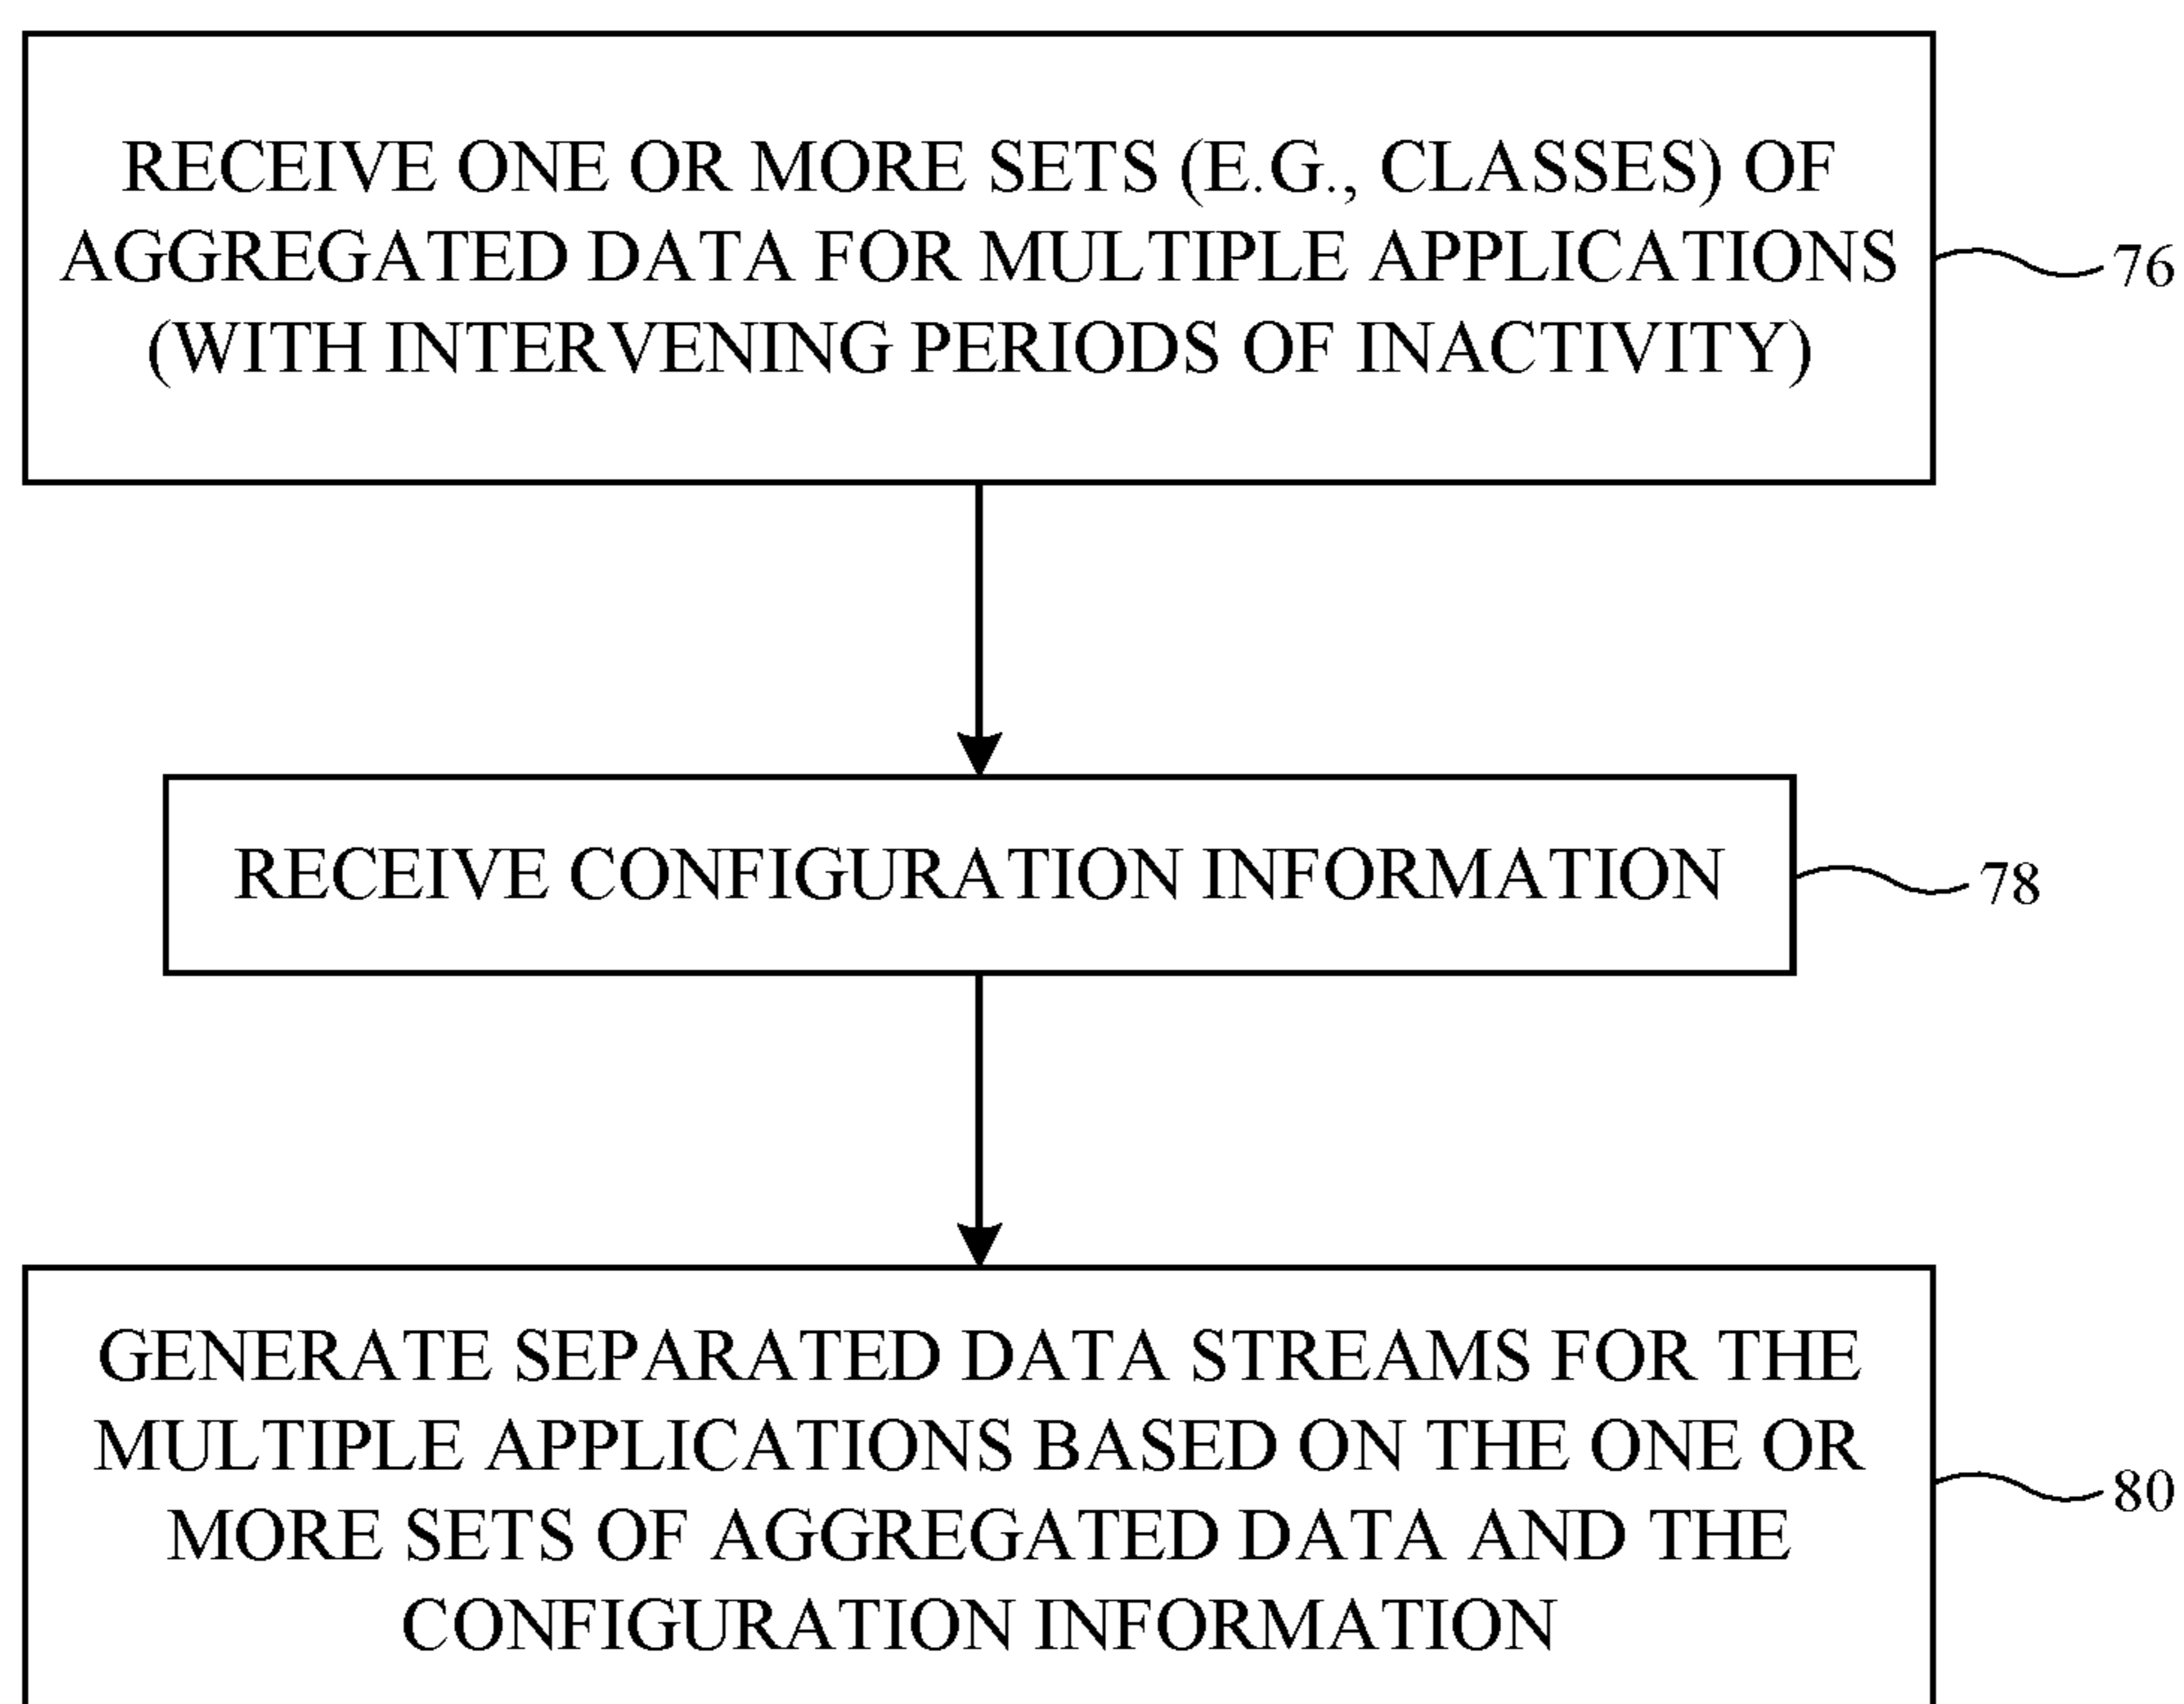 RECEIVE ONE OR MORE SETS (E.G., CLASSES) OF
AGGREGATED DATA FOR MULTIPLE APPLICATIONS
(WITH INTERVENING PERIODS OF INACTIVITY)
76
RECEIVE CONFIGURATION INFORMATION
78
GENERATE SEPARATED DATA STREAMS FOR THE
MULTIPLE APPLICATIONS BASED ON THE ONE OR
MORE SETS OF AGGREGATED DATA AND THE
CONFIGURATION INFORMATION
80